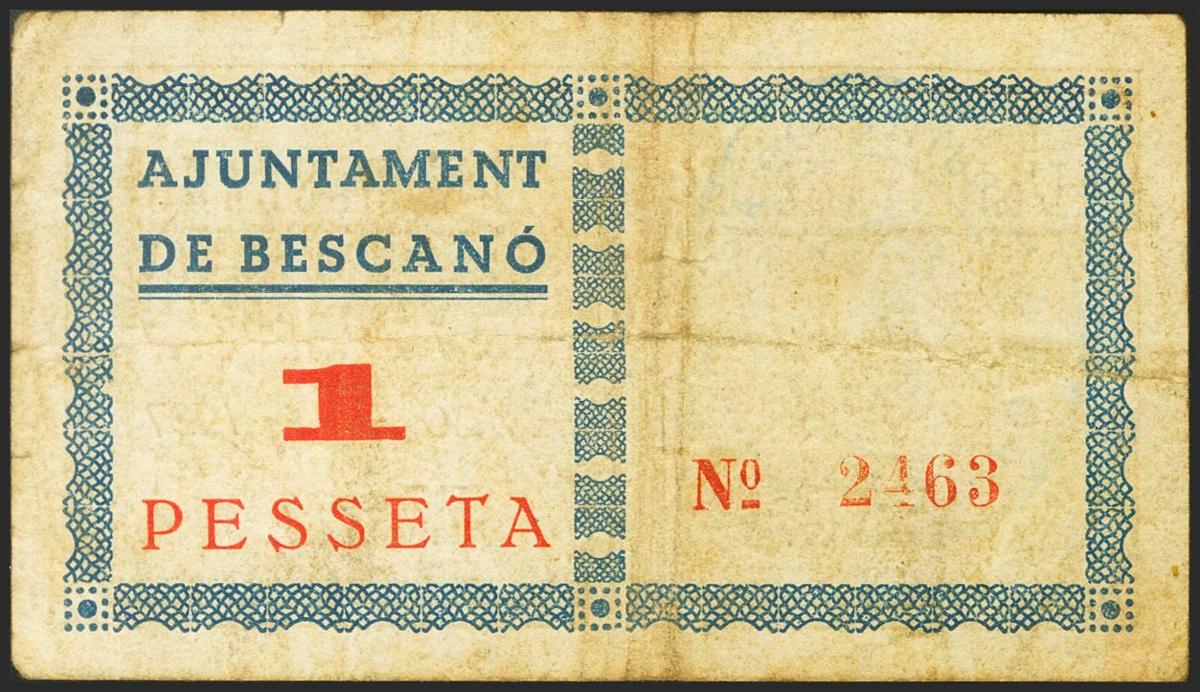 AJUNTAMENT
DE BESCANÓ
1
PESSETA
Nº 2463